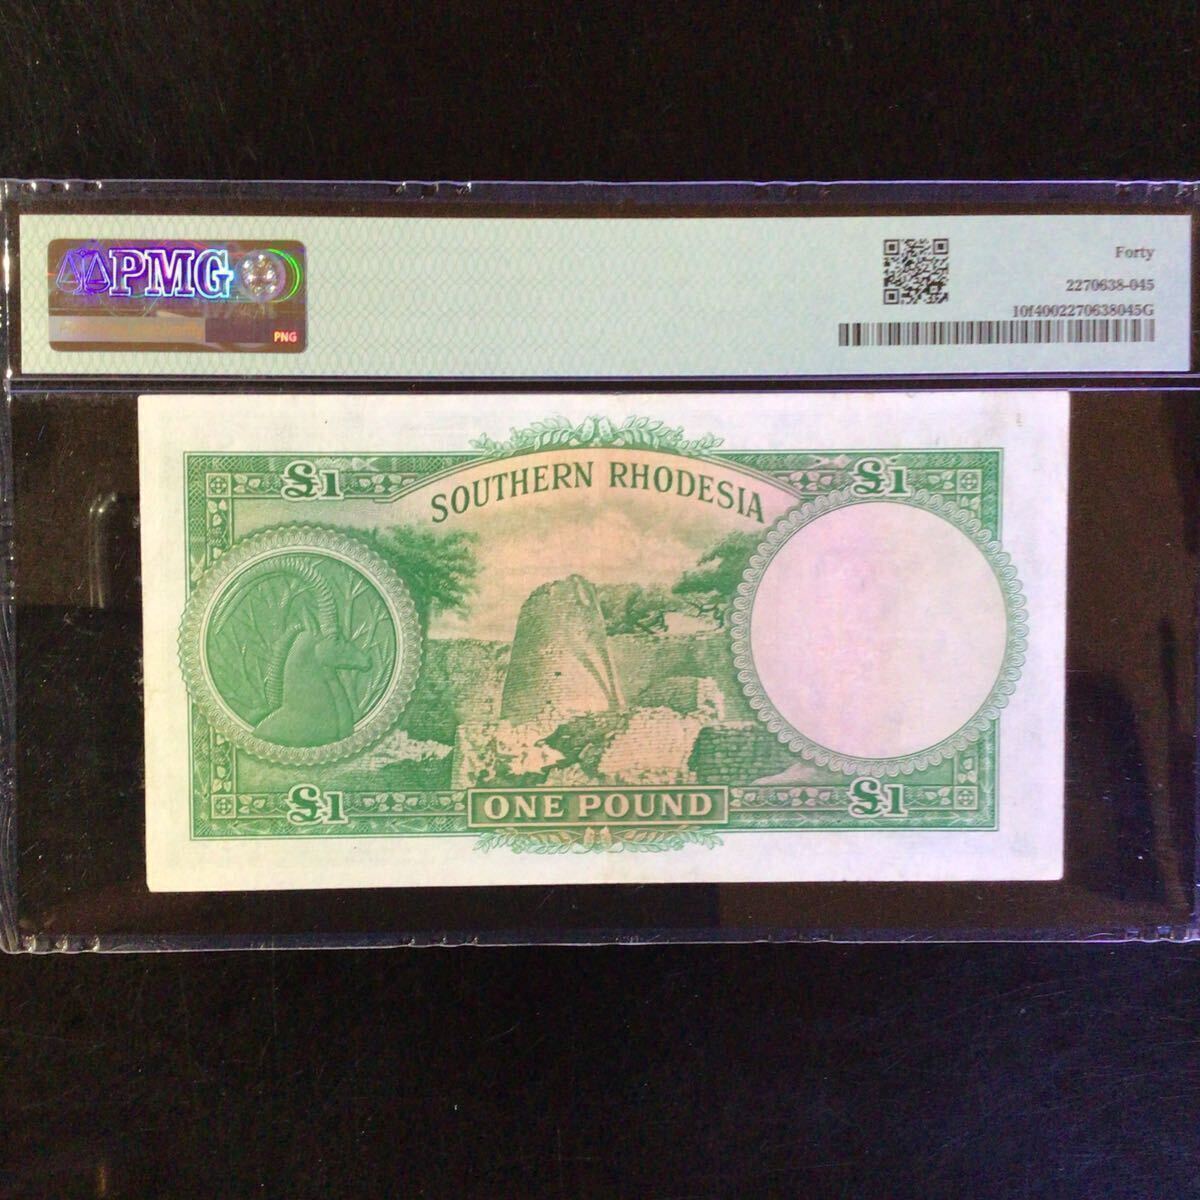 PMG
PNG
Forty
2270638-045
10f4002270638045G
£1
£1
SOUTHERN RHODESIA
£1
£1
ONE POUND